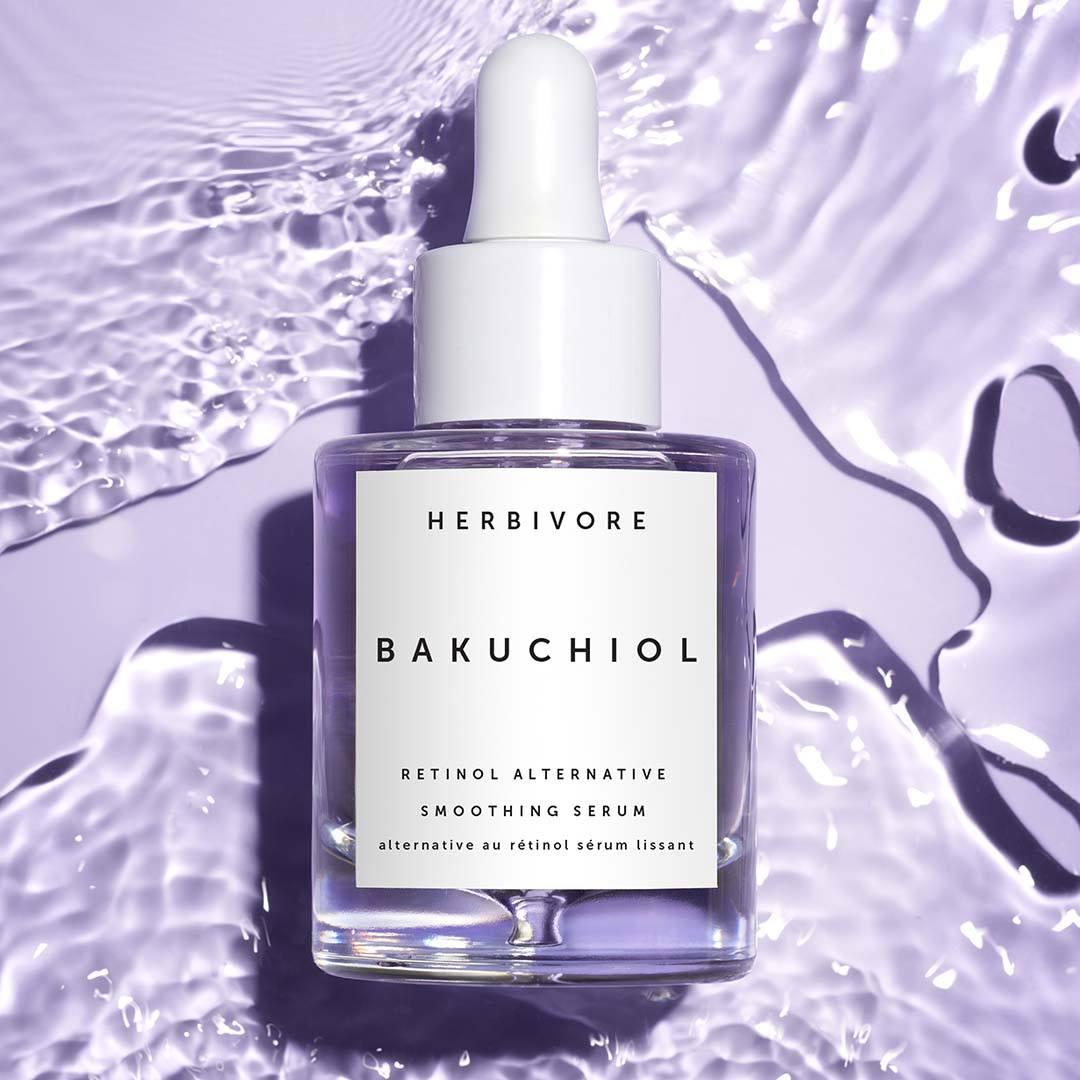 HERBIVORE
BAKUCHIOL
RETINOL ALTERNATIVE
SMOOTHING SERUM
alternative au rétinol sérum lissant